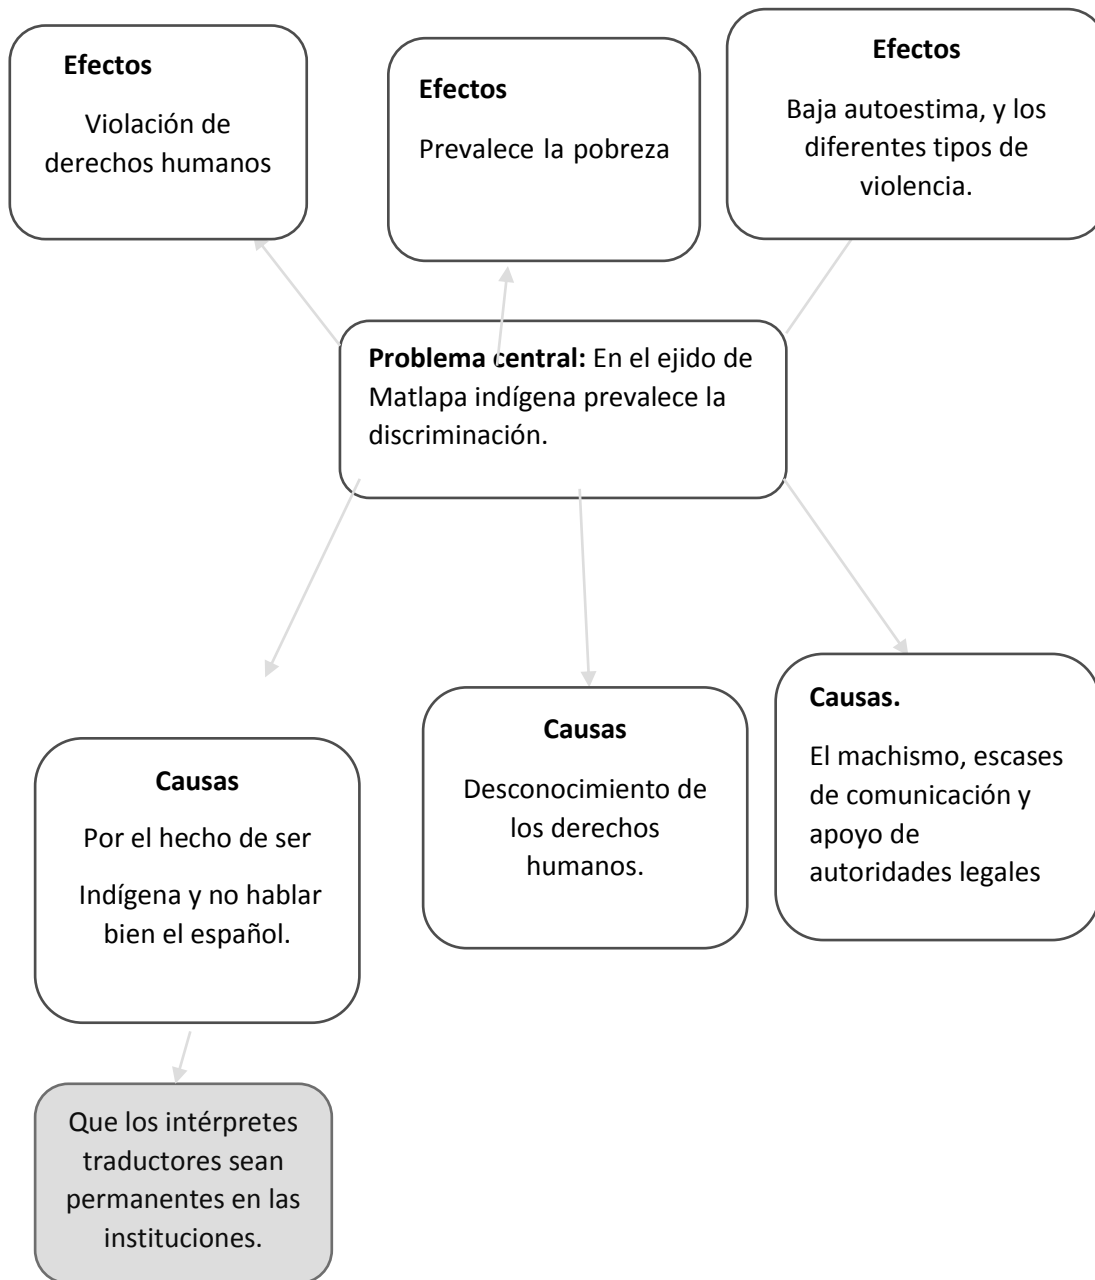 Efectos
Violación de
derechos humanos
Efectos
Prevalece la pobreza
Efectos
Baja autoestima, y los
diferentes tipos de
violencia.
Problema central: En el ejido de
Matlapa indígena prevalece la
discriminación.
Causas
Por el hecho de ser
Indígena y no hablar
bien el español.
Causas
Desconocimiento de
los derechos
humanos.
Causas.
El machismo, escases
de comunicación y
apoyo de
autoridades legales
Que los intérpretes
traductores sean
permanentes en las
instituciones.